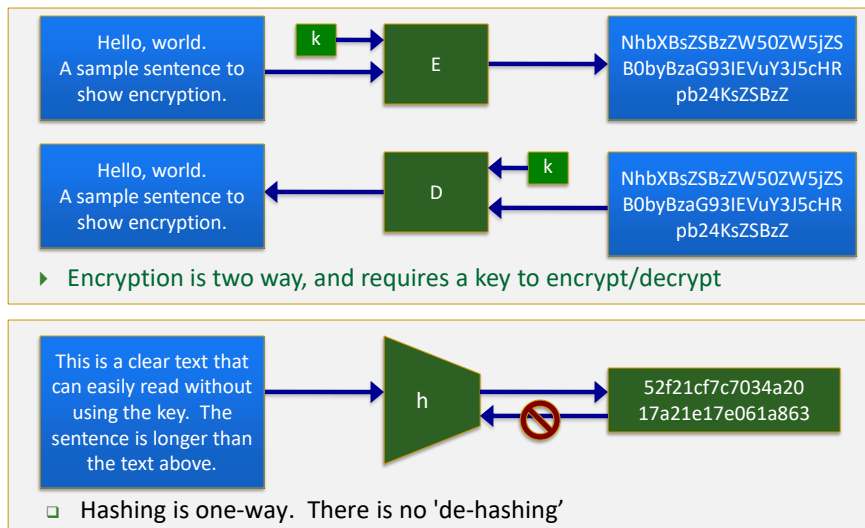 Hello, world.
A sample sentence to
show encryption.
k
E
NhbXBsZSBzZW50ZW5jZS
B0byBzaG93IEVuY3J5cHR
pb24KsZSBzZ
Hello, world.
A sample sentence to
show encryption.
D
k
NhbXBsZSBzZW50ZW5jZS
B0byBzaG93IEVuY3J5cHR
pb24KsZSBzZ
Encryption is two way, and requires a key to encrypt/decrypt
This is a clear text that
can easily read without
using the key.  The
sentence is longer than
the text above.
h
52f21cf7c7034a20
17a21e17e061a863
Hashing is one-way.  There is no 'de-hashing’